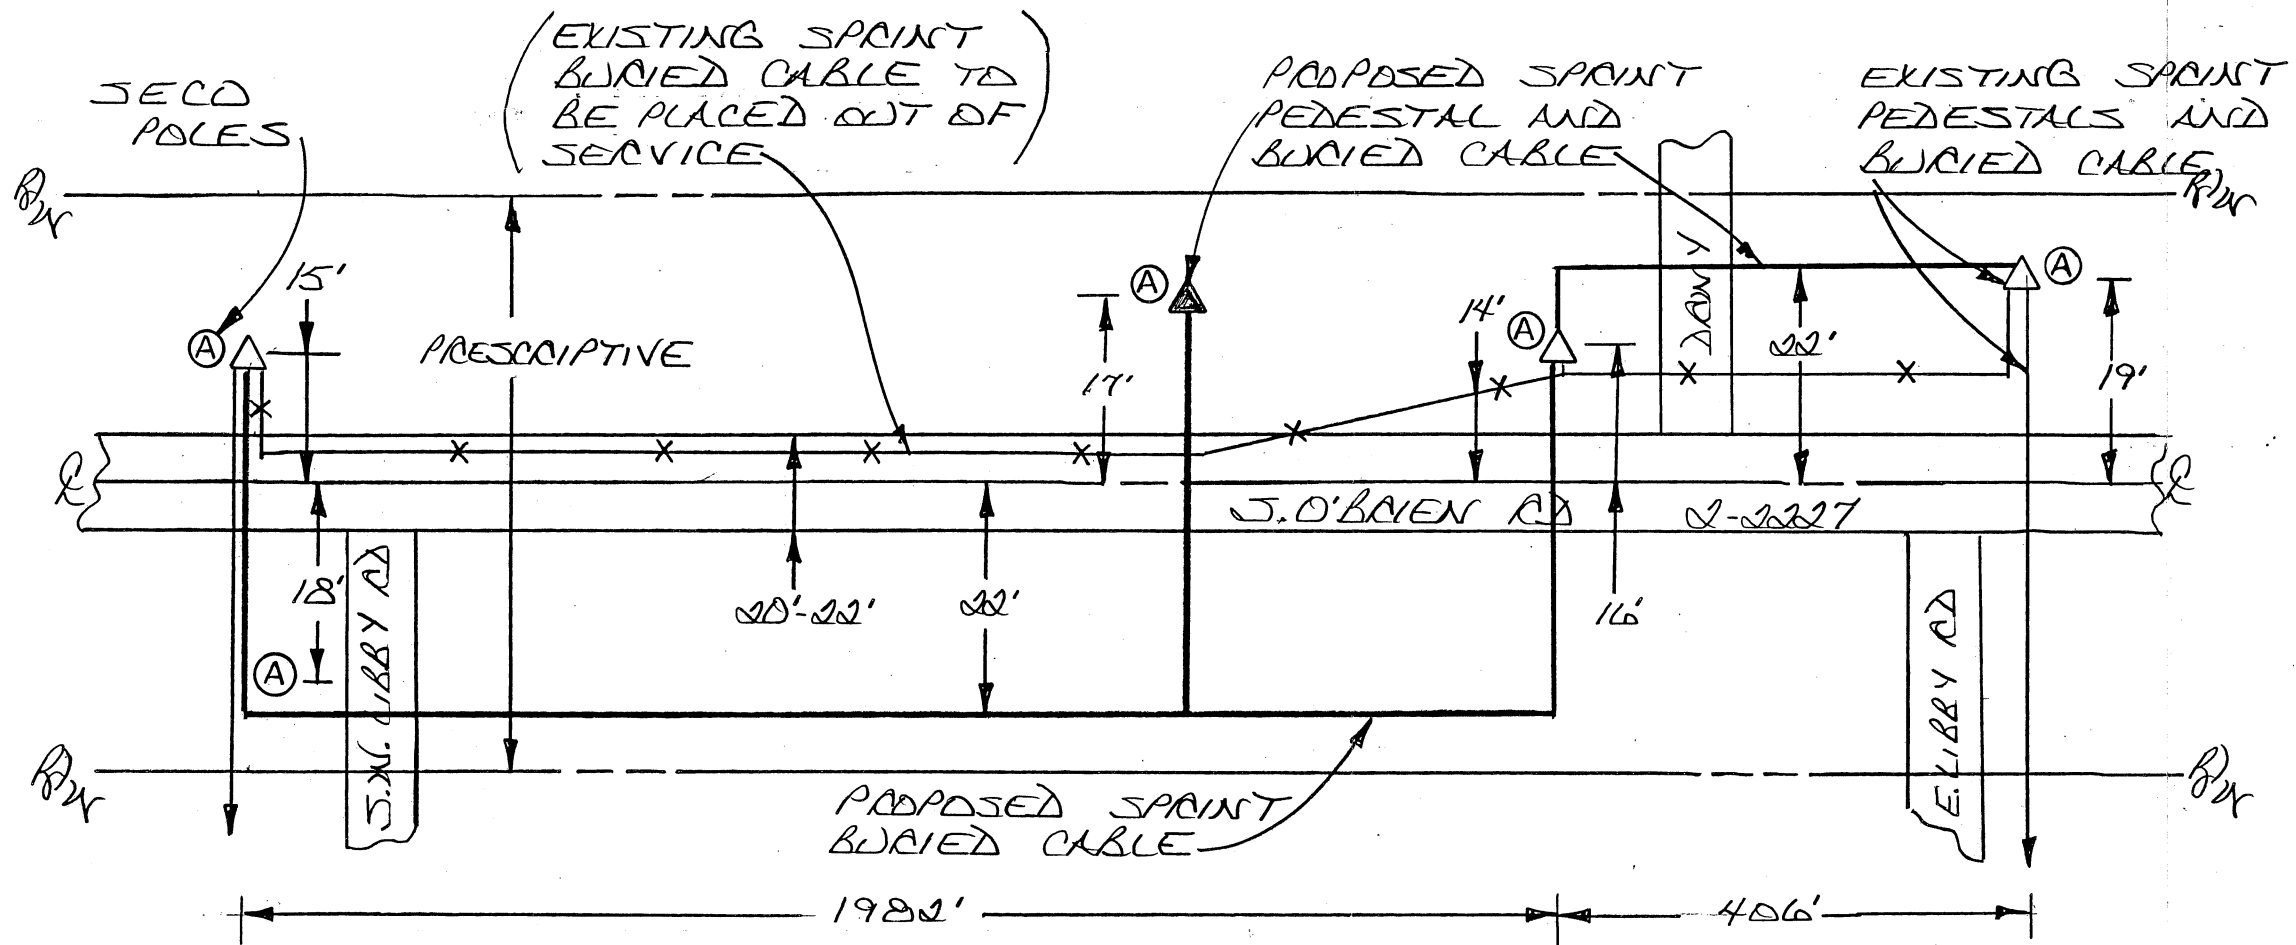 (EXISTING SPRINT
BURIED CABLE TO
BE PLACED OUT OF
SERVICE)
SECO
POLES
PROPOSED SPRINT
PEDESTAL AND
BURIED CABLE
EXISTING SPRINT
PEDESTALS AND
BURIED CABLE
R/W
R/W
15'
A
PRESCRIPTIVE
A
17'
14'
A
DRWY
22'
A
19'
℄
℄
S. O'BRIEN RD
2-2227
18'
A
S.W. LIBBY RD
20'-22'
22'
16'
E. LIBBY RD
R/W
R/W
PROPOSED SPRINT
BURIED CABLE
1982'
406'